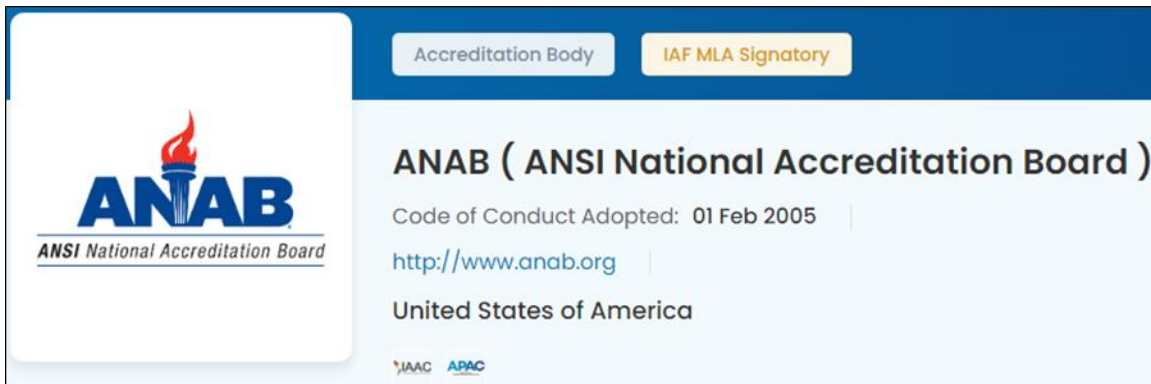 Accreditation Body
IAF MLA Signatory
ANAB
ANSI National Accreditation Board
ANAB ( ANSI National Accreditation Board )
Code of Conduct Adopted: 01 Feb 2005
http://www.anab.org
United States of America
IAAC
APAC